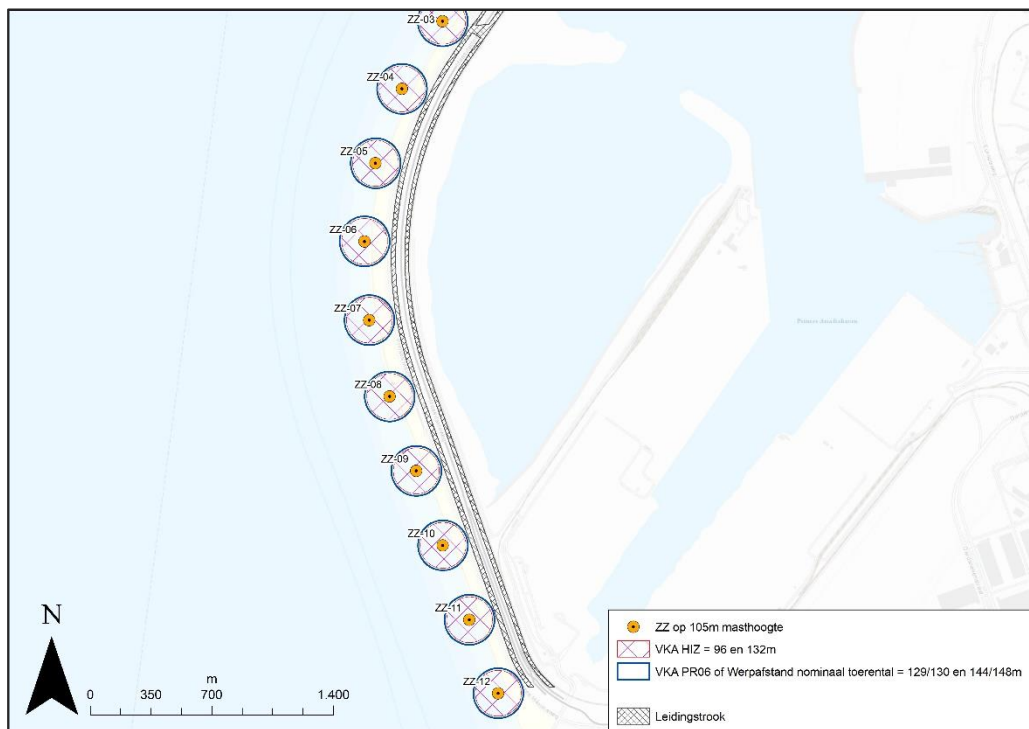 ZZ-03
ZZ-04
ZZ-05
ZZ-06
ZZ-07
ZZ-08
ZZ-09
ZZ-10
ZZ-11
ZZ-12
N
m
0 350 700 1.400
ZZ op 105m masthoogte
VKA HIZ = 96 en 132m
VKA PR06 of Werpafstand nominaal toerental = 129/130 en 144/148m
Leidingstrook